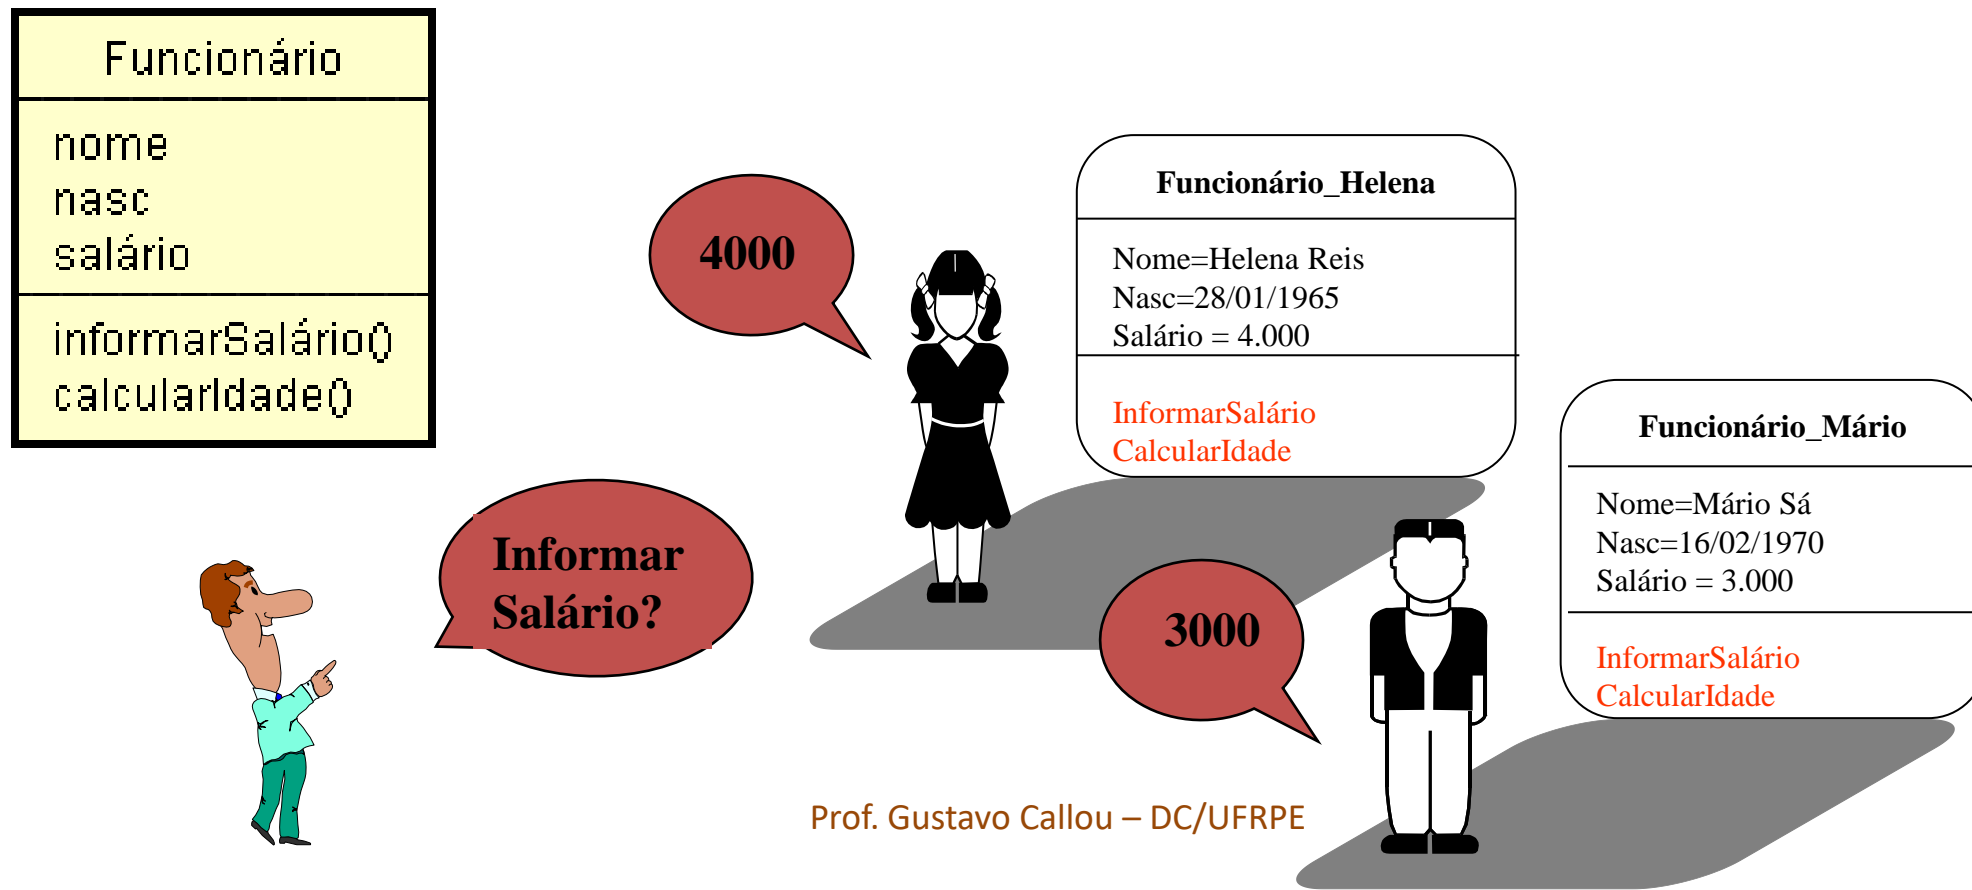 Funcionário
nome
nasc
salário
informarSalário()
calcularIdade()
4000
Funcionário_Helena
Nome=Helena Reis
Nasc=28/01/1965
Salário = 4.000
InformarSalário
CalcularIdade
Informar
Salário?
3000
Funcionário_Mário
Nome=Mário Sá
Nasc=16/02/1970
Salário = 3.000
InformarSalário
CalcularIdade
Prof. Gustavo Callou – DC/UFRPE